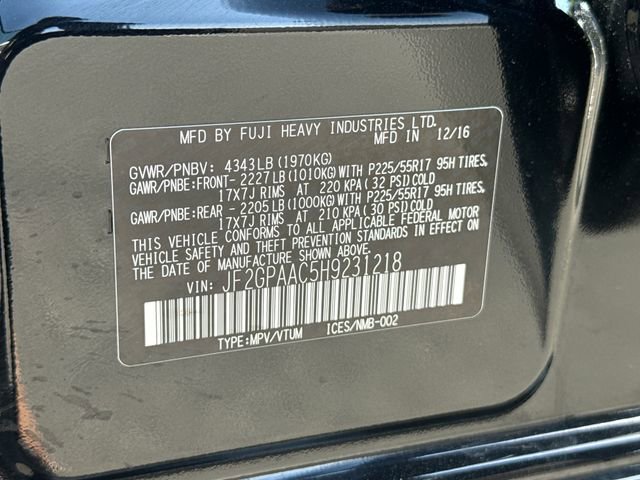 MFD BY FUJI HEAVY INDUSTRIES LTD.
MFD IN 12/16
GVWR/PNBV: 4343LB(1970KG)
GAWR/PNBE:FRONT-2227LB(1010KG)WITH P225/55R17 95H TIRES,
17X7J RIMS AT 220 KPA(32 PSI)COLD
GAWR/PNBE:REAR -2205LB(1000KG)WITH P225/55R17 95H TIRES,
17X7J RIMS AT 210 KPA(30 PSI)COLD
THIS VEHICLE CONFORMS TO ALL APPLICABLE FEDERAL MOTOR
VEHICLE THEFT PREVENTION STANDARDS IN EFFECT ON
THE DATE OF MANUFACTURE SHOWN ABOVE.
VIN: JF2GPAAC5H9231218
TYPE:MPV/VTUM ICES/NMB-002